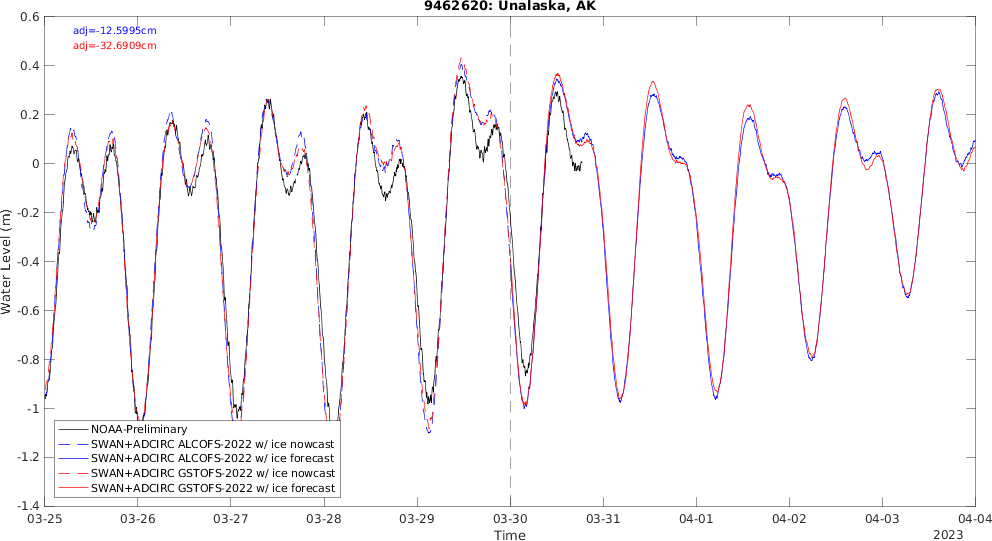 9462620: Unalaska, AK
adj=-12.5995cm
adj=-32.6909cm
0.6
0.4
0.2
0
-0.2
-0.4
-0.6
-0.8
-1
-1.2
-1.4
Water Level (m)
NOAA-Preliminary
SWAN+ADCIRC ALCOFS-2022 w/ ice nowcast
SWAN+ADCIRC ALCOFS-2022 w/ ice forecast
SWAN+ADCIRC GSTOFS-2022 w/ ice nowcast
SWAN+ADCIRC GSTOFS-2022 w/ ice forecast
03-25 03-26 03-27 03-28 03-29 03-30 03-31 04-01 04-02 04-03 04-04
Time
2023